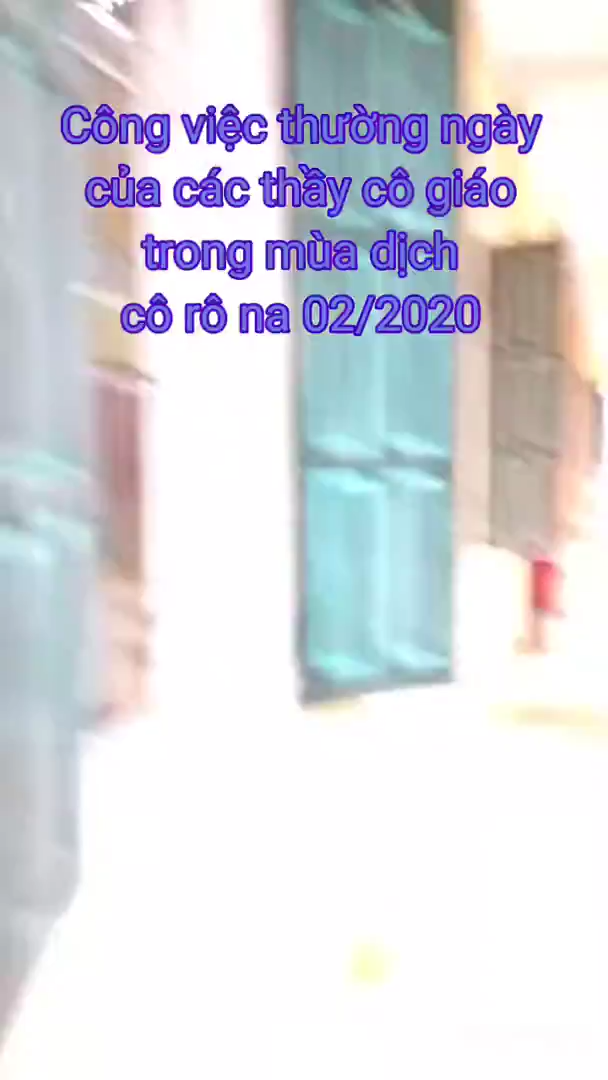 Công việc thường ngày
của các thầy cô giáo
trong mùa dịch
cô rô na 02/2020